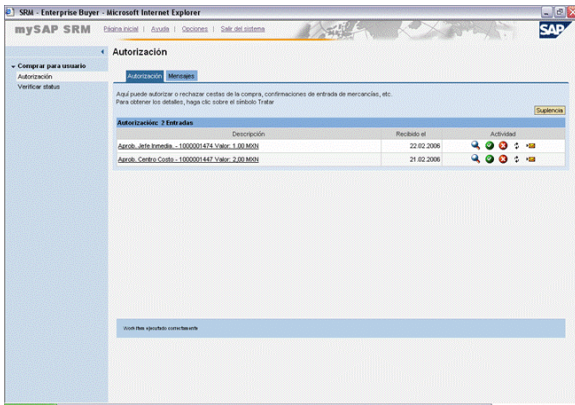 SRM - Enterprise Buyer - Microsoft Internet Explorer
mySAP SRM
Página inicial | Ayuda | Opciones | Salir del sistema
SAP
Autorización
Comprar para usuario
Autorización
Verificar status
Autorización Mensajes
Aquí puede autorizar o rechazar cestas de la compra, confirmaciones de entrada de mercancías, etc.
Para obtener los detalles, haga clic sobre el símbolo Tratar
Suplencia
Autorización: 2 Entradas
Descripción Recibido el Actividad
Aprob. Jefe Inmedia. - 1000001474 Valor: 1,00 MXN 22.02.2006
Aprob. Centro Costo - 1000001447 Valor: 2,00 MXN 21.02.2006
Work item ejecutado correctamente